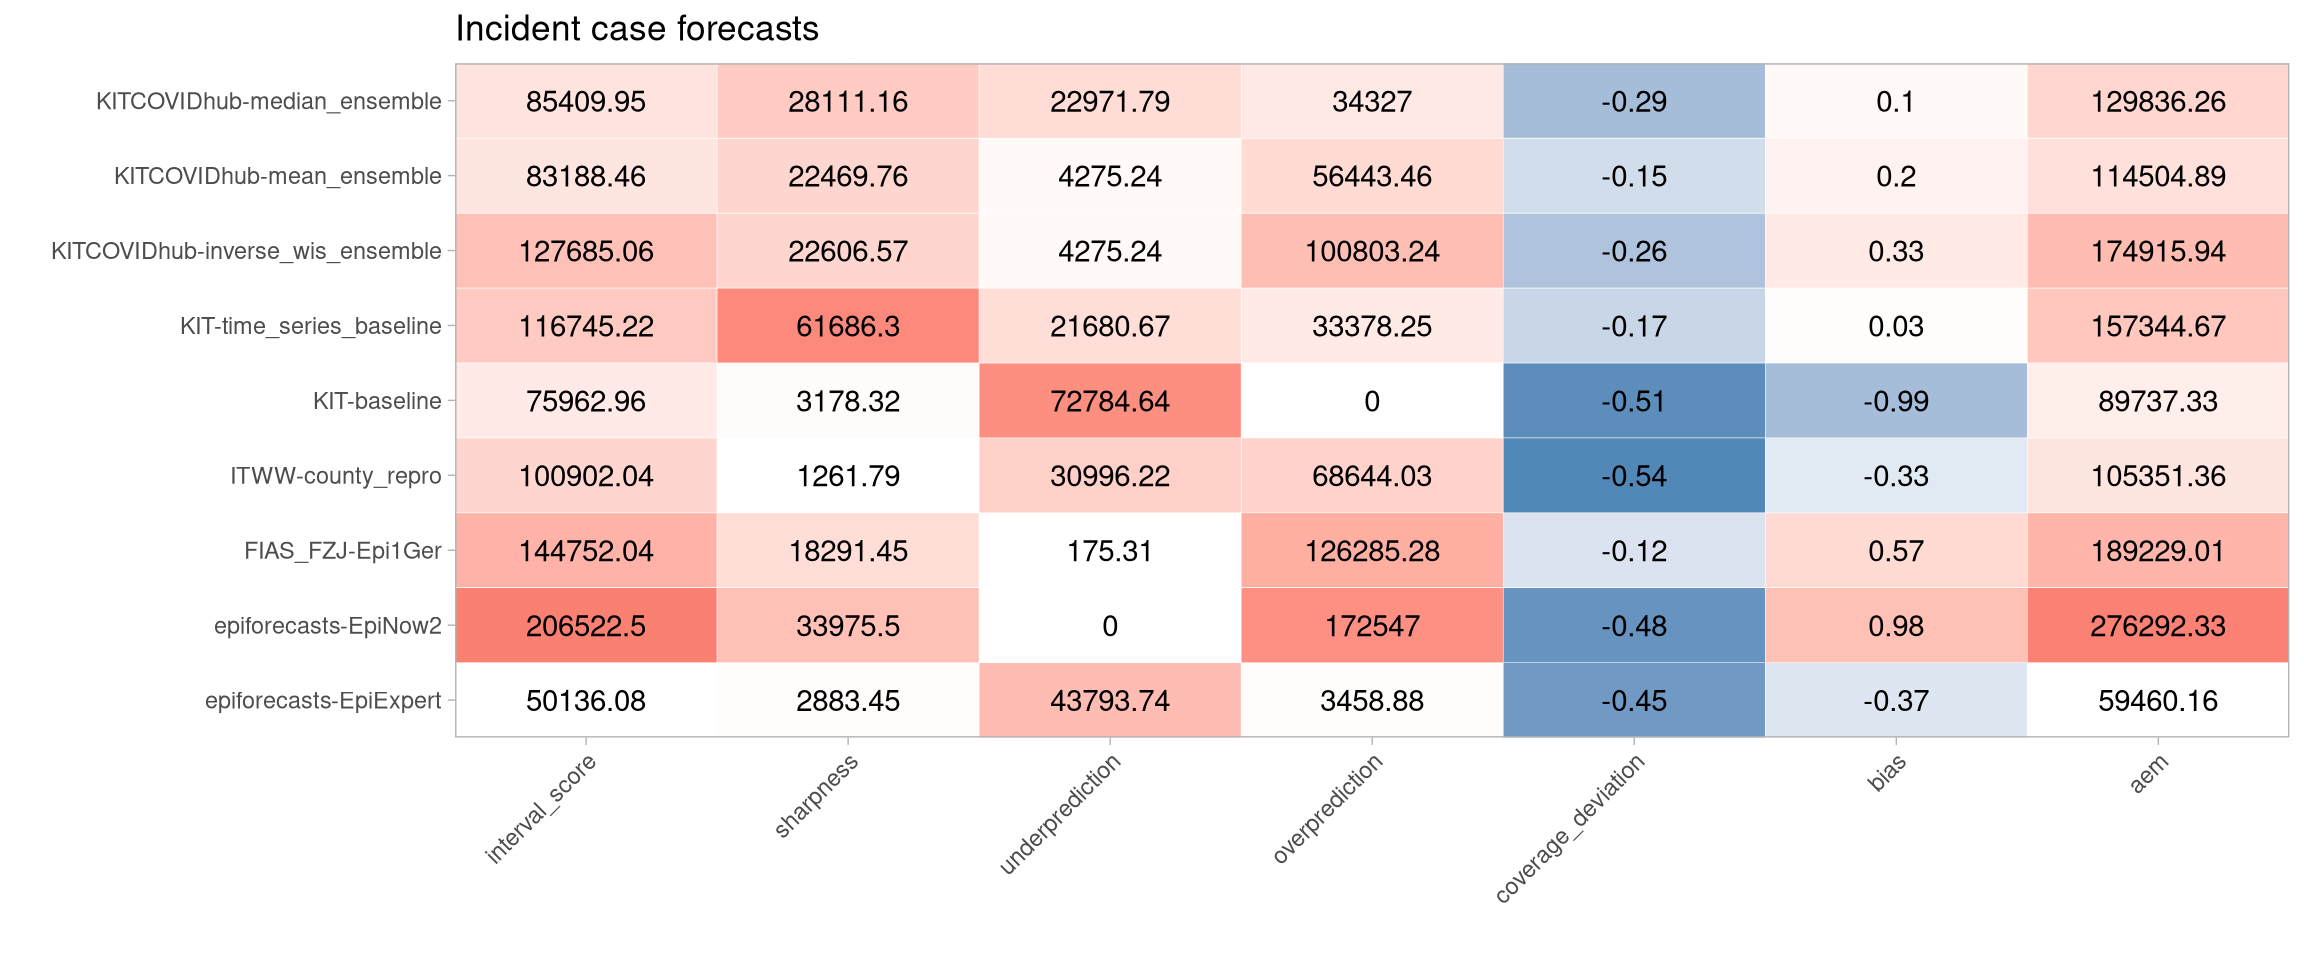 Incident case forecasts
KITCOVIDhub-median_ensemble 85409.95 28111.16 22971.79 34327 -0.29 0.1 129836.26
KITCOVIDhub-mean_ensemble 83188.46 22469.76 4275.24 56443.46 -0.15 0.2 114504.89
KITCOVIDhub-inverse_wis_ensemble 127685.06 22606.57 4275.24 100803.24 -0.26 0.33 174915.94
KIT-time_series_baseline 116745.22 61686.3 21680.67 33378.25 -0.17 0.03 157344.67
KIT-baseline 75962.96 3178.32 72784.64 0 -0.51 -0.99 89737.33
ITWW-county_repro 100902.04 1261.79 30996.22 68644.03 -0.54 -0.33 105351.36
FIAS_FZJ-Epi1Ger 144752.04 18291.45 175.31 126285.28 -0.12 0.57 189229.01
epiforecasts-EpiNow2 206522.5 33975.5 0 172547 -0.48 0.98 276292.33
epiforecasts-EpiExpert 50136.08 2883.45 43793.74 3458.88 -0.45 -0.37 59460.16
interval_score sharpness underprediction overprediction coverage_deviation bias aem